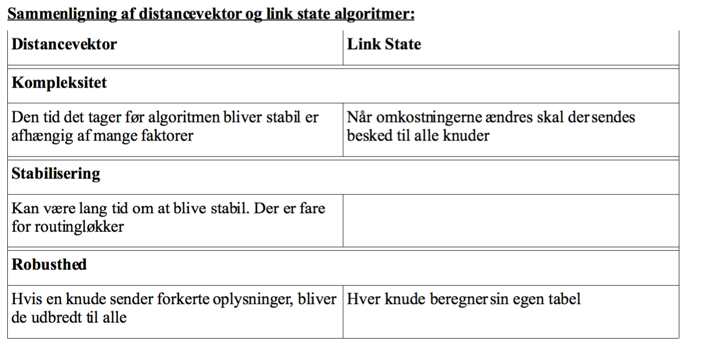 Sammenligning af distancevektor og link state algoritmer:
Distancevektor
Link State
Kompleksitet
Den tid det tager før algoritmen bliver stabil er
afhængig af mange faktorer
Når omkostningerne ændres skal der sendes
besked til alle knuder
Stabilisering
Kan være lang tid om at blive stabil. Der er fare
for routingløkker
Robusthed
Hvis en knude sender forkerte oplysninger, bliver
de udbredt til alle
Hver knude beregner sin egen tabel